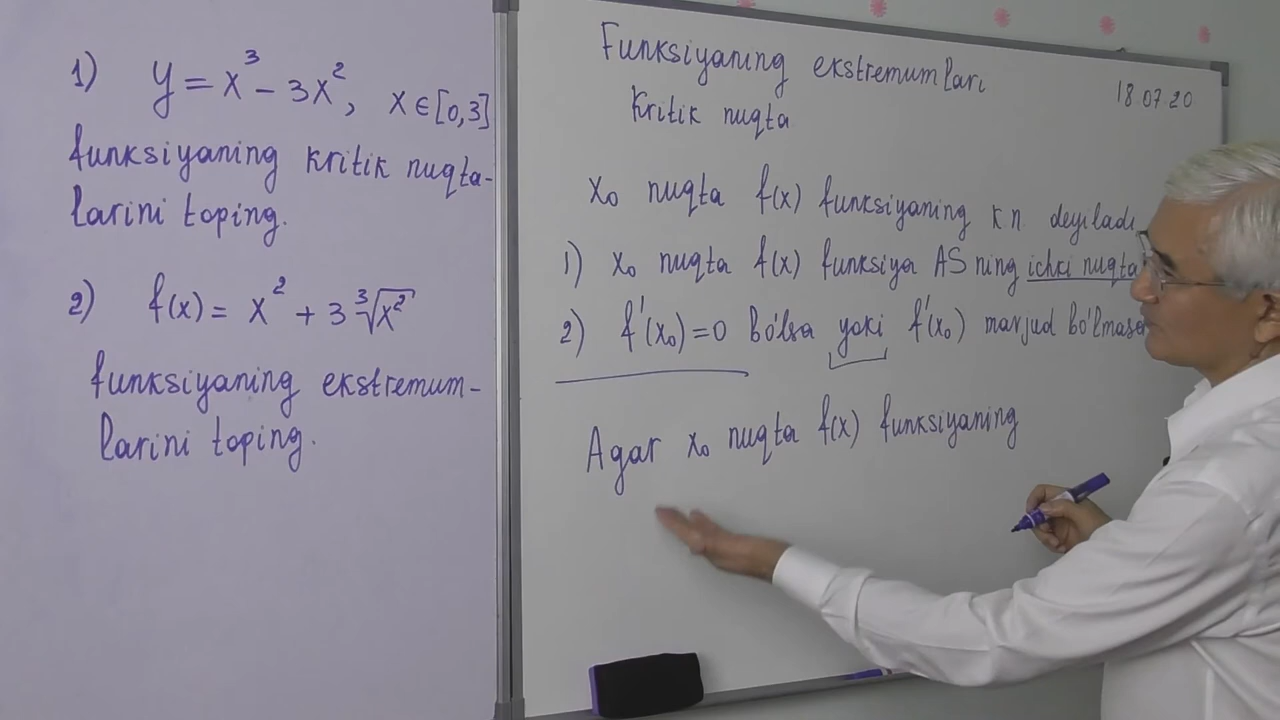 1) y = x³ - 3x², x ∈ [0,3]
funksiyaning kritik nuqta-
larini toping.
2) f(x) = x² + 3∛x²
funksiyaning ekstremum-
larini toping.
Funksiyaning ekstremumlari
18.07.20
Kritik nuqta
x₀ nuqta f(x) funksiyaning k n. deyiladi
1) x₀ nuqta f(x) funksiya AS ning ichki nuqta
2) f'(x₀)=0 bo'lsa yoki f'(x₀) mavjud bo'lmasa
Agar x₀ nuqta f(x) funksiyaning